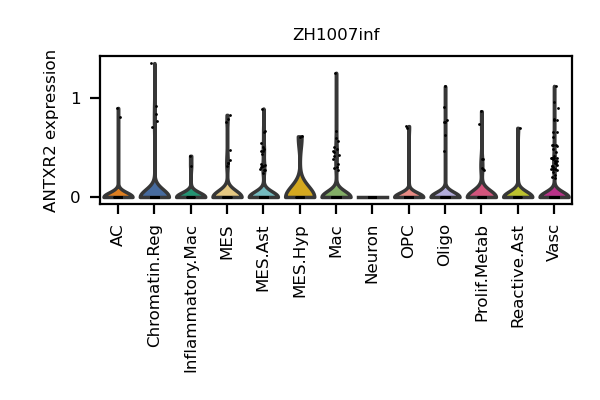 ZH1007inf
ANTXR2 expression
1
0
AC
Chromatin.Reg
Inflammatory.Mac
MES
MES.Ast
MES.Hyp
Mac
Neuron
OPC
Oligo
Prolif.Metab
Reactive.Ast
Vasc